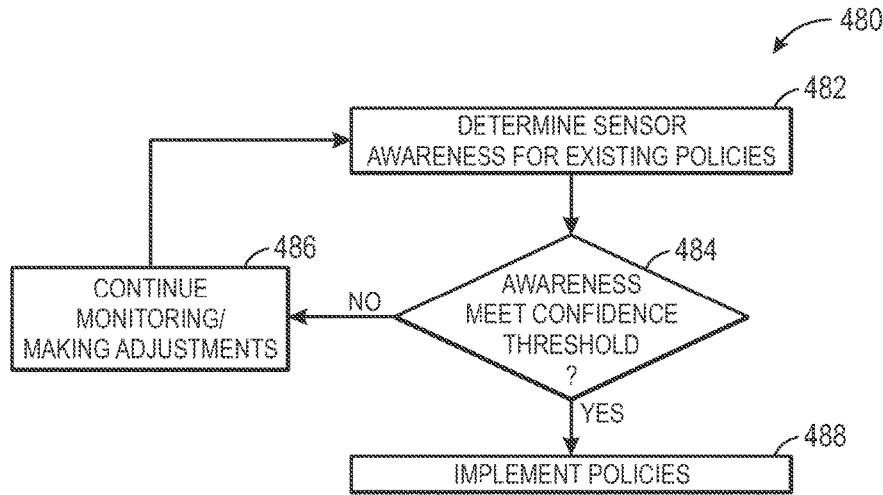 480
482
DETERMINE SENSOR
AWARENESS FOR EXISTING POLICIES
486
CONTINUE
MONITORING/
MAKING ADJUSTMENTS
NO
484
AWARENESS
MEET CONFIDENCE
THRESHOLD
?
YES
488
IMPLEMENT POLICIES